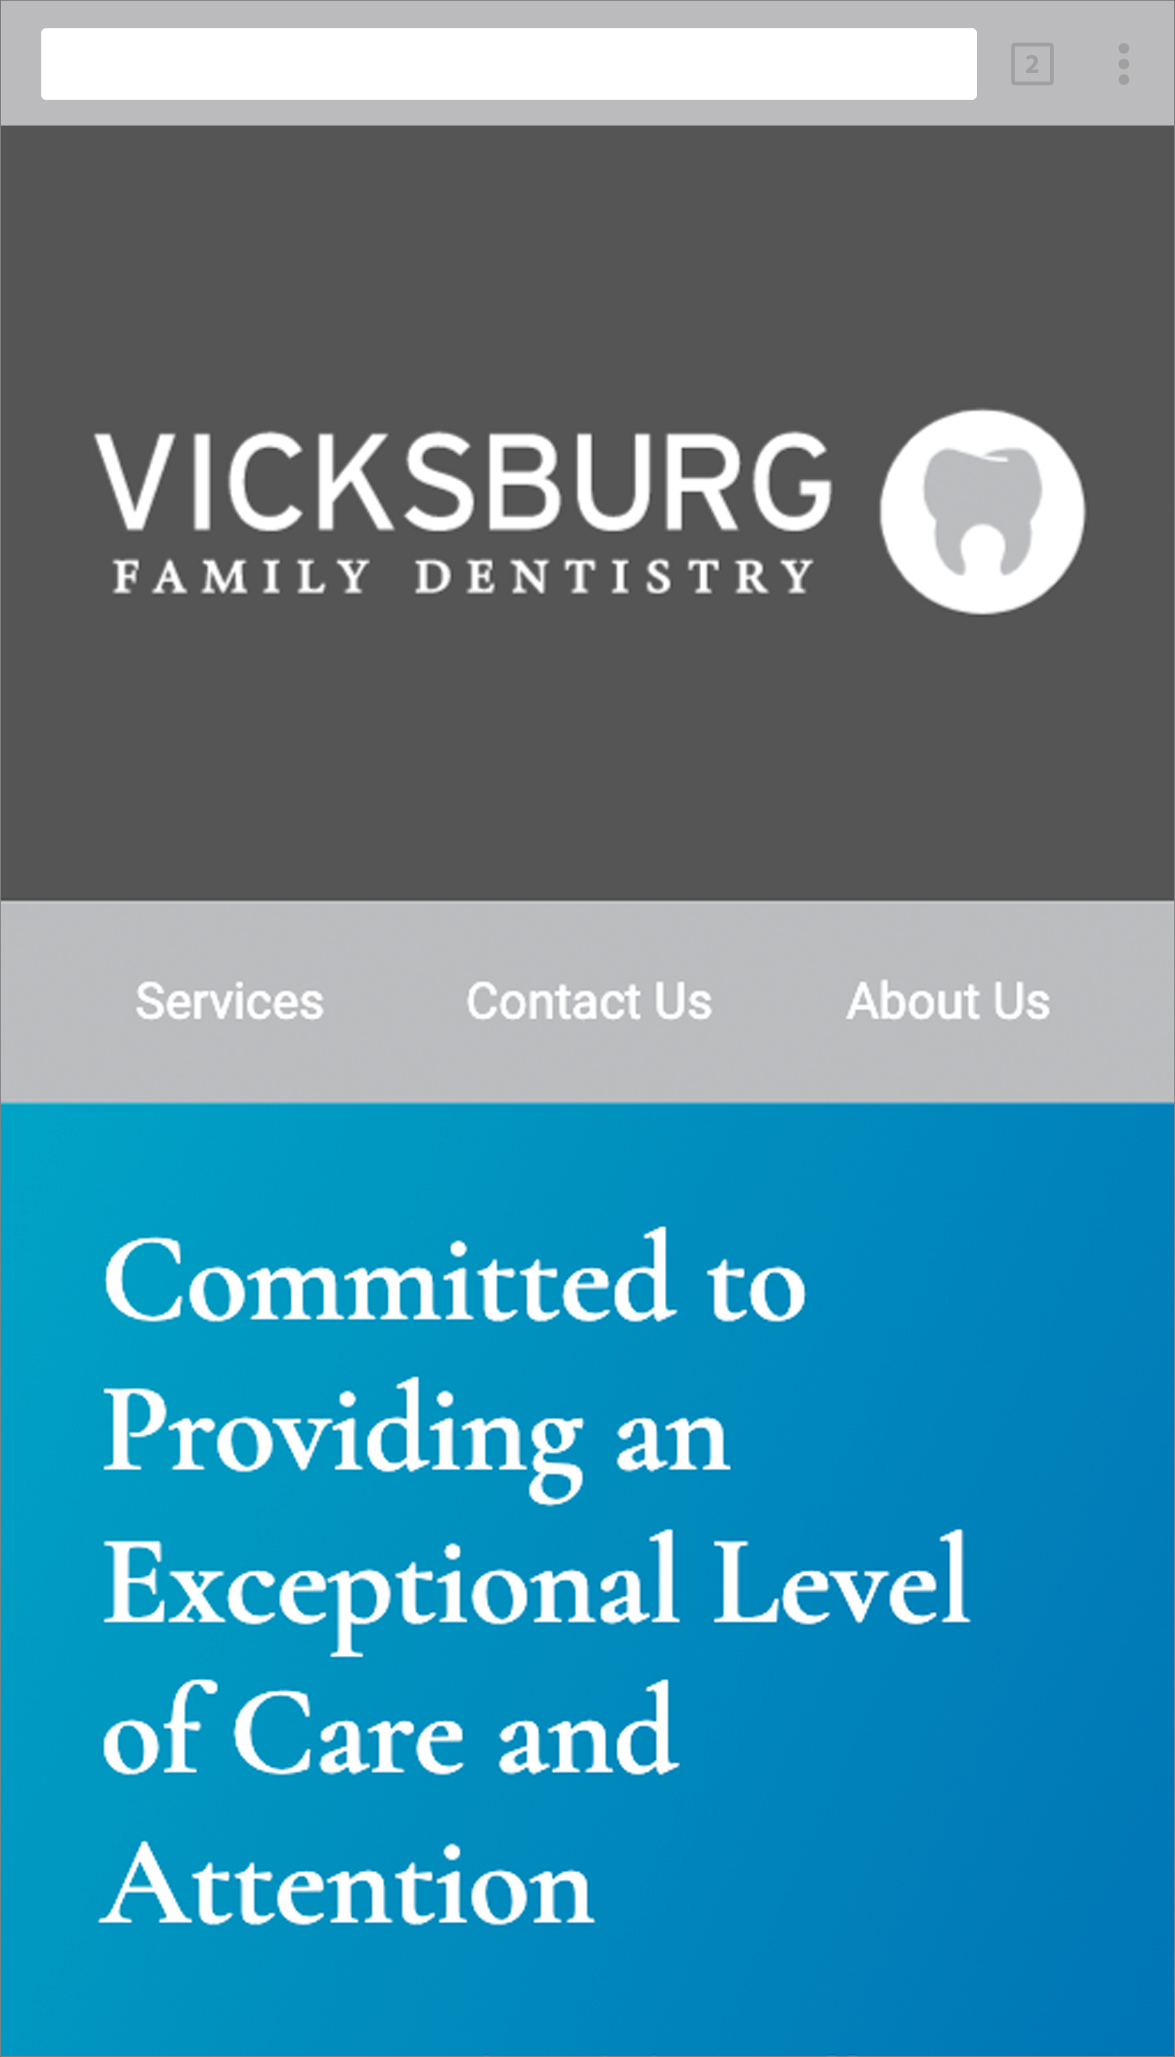 2
VICKSBURG
FAMILY DENTISTRY
Services Contact Us About Us
Committed to
Providing an
Exceptional Level
of Care and
Attention